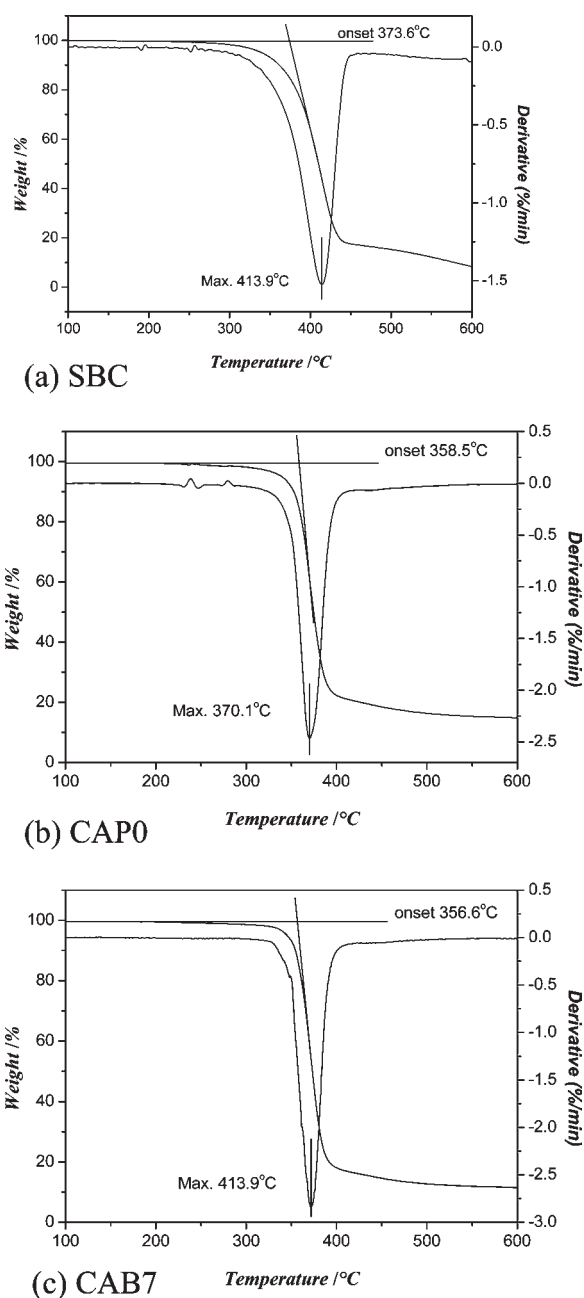 onset 373.6°C
100
80
60
40
20
0
Weight /%
0.0
-0.5
-1.0
-1.5
Derivative (%/min)
Max. 413.9°C
100 200 300 400 500 600
Temperature /°C
(a) SBC
onset 358.5°C
100
80
60
40
20
0
Weight /%
0.5
0.0
-0.5
-1.0
-1.5
-2.0
-2.5
Derivative (%/min)
Max. 370.1°C
100 200 300 400 500 600
Temperature /°C
(b) CAP0
onset 356.6°C
100
80
60
40
20
0
Weight /%
0.5
0.0
-0.5
-1.0
-1.5
-2.0
-2.5
-3.0
Derivative (%/min)
Max. 413.9°C
100 200 300 400 500 600
Temperature /°C
(c) CAB7